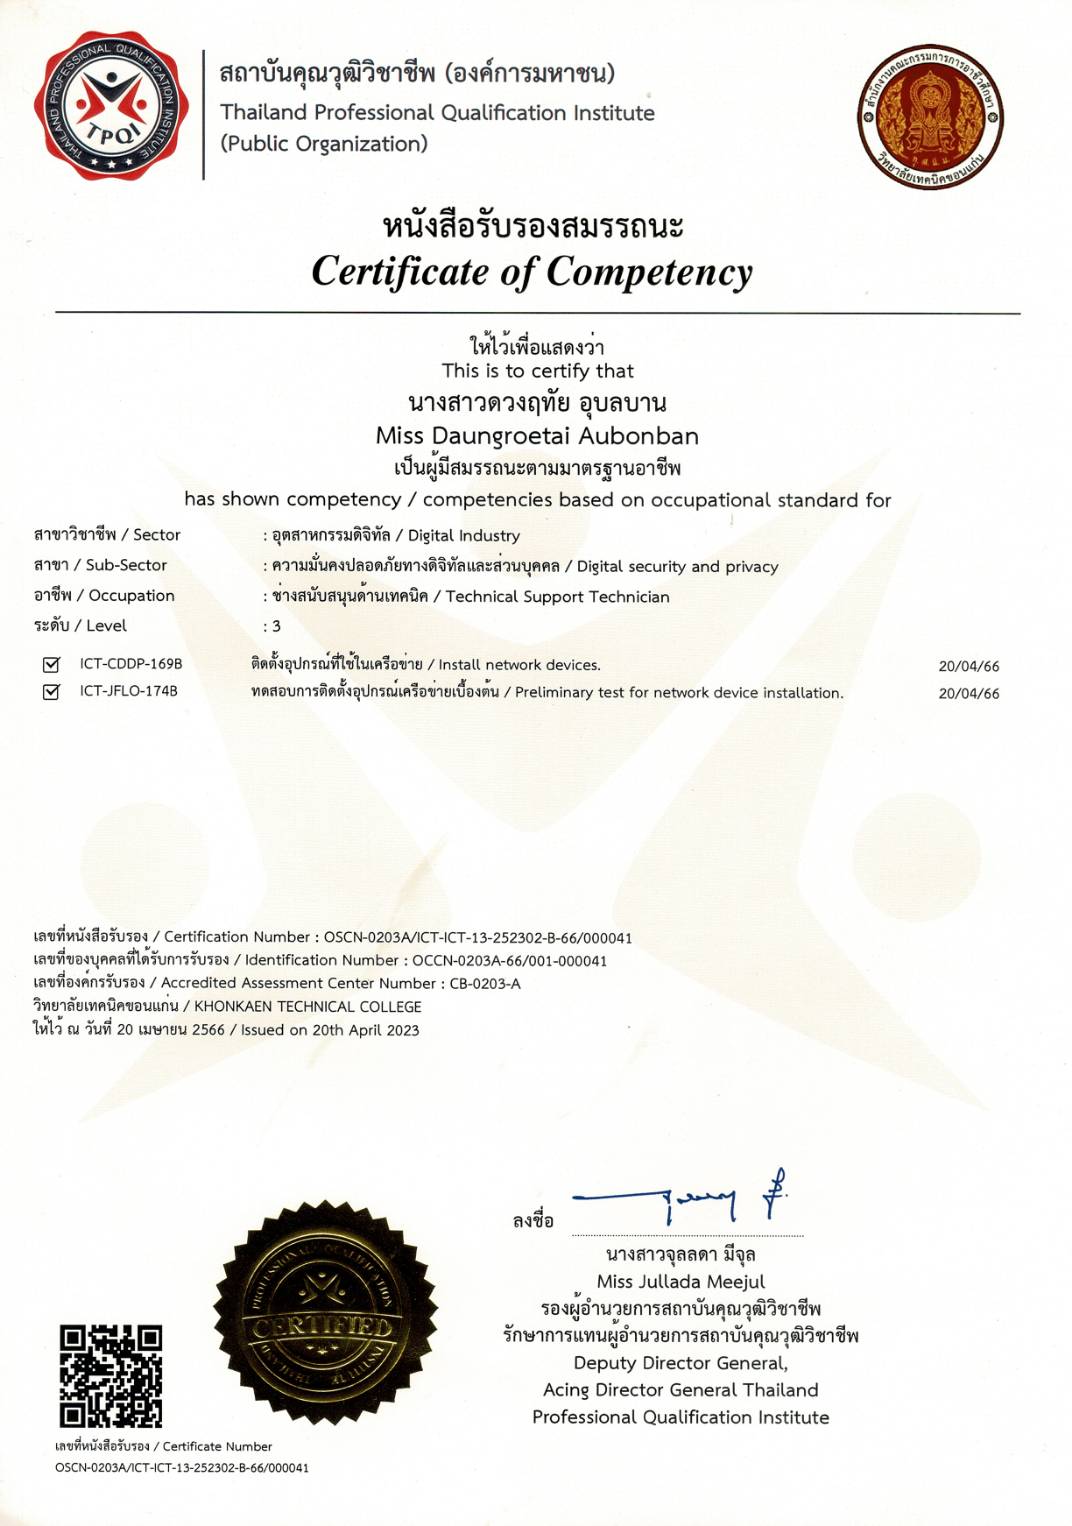 THAILAND PROFESSIONAL QUALIFICATION INSTITUTE
TPQI
สถาบันคุณวุฒิวิชาชีพ (องค์การมหาชน)
Thailand Professional Qualification Institute
(Public Organization)
สำนักงานคณะกรรมการการอาชีวศึกษา
วิทยาลัยเทคนิคขอนแก่น
หนังสือรับรองสมรรถนะ
Certificate of Competency
ให้ไว้เพื่อแสดงว่า
This is to certify that
นางสาวดวงฤทัย อุบลบาน
Miss Daungroetai Aubonban
เป็นผู้มีสมรรถนะตามมาตรฐานอาชีพ
has shown competency / competencies based on occupational standard for
สาขาวิชาชีพ / Sector : อุตสาหกรรมดิจิทัล / Digital Industry
สาขา / Sub-Sector : ความมั่นคงปลอดภัยทางดิจิทัลและส่วนบุคคล / Digital security and privacy
อาชีพ / Occupation : ช่างสนับสนุนด้านเทคนิค / Technical Support Technician
ระดับ / Level : 3
ICT-CDDP-169B ติดตั้งอุปกรณ์ที่ใช้ในเครือข่าย / Install network devices. 20/04/66
ICT-JFLO-174B ทดสอบการติดตั้งอุปกรณ์เครือข่ายเบื้องต้น / Preliminary test for network device installation. 20/04/66
เลขที่หนังสือรับรอง / Certification Number : OSCN-0203A/ICT-ICT-13-252302-B-66/000041
เลขที่ของบุคคลที่ได้รับการรับรอง / Identification Number : OCCN-0203A-66/001-000041
เลขที่องค์กรรับรอง / Accredited Assessment Center Number : CB-0203-A
วิทยาลัยเทคนิคขอนแก่น / KHONKAEN TECHNICAL COLLEGE
ให้ไว้ ณ วันที่ 20 เมษายน 2566 / Issued on 20th April 2023
ลงชื่อ
นางสาวจุลลดา มีจุล
Miss Jullada Meejul
รองผู้อำนวยการสถาบันคุณวุฒิวิชาชีพ
รักษาการแทนผู้อำนวยการสถาบันคุณวุฒิวิชาชีพ
Deputy Director General,
Acing Director General Thailand
Professional Qualification Institute
PROFESSIONAL QUALIFICATION
CERTIFIED
เลขที่หนังสือรับรอง / Certificate Number
OSCN-0203A/ICT-ICT-13-252302-B-66/000041